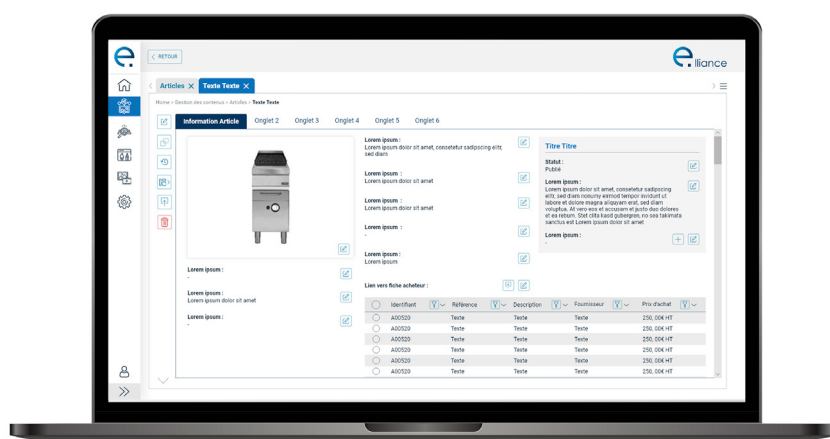 e.
RETOUR
e.lliance
Articles X Texte Texte X
Home > Gestion des contenus > Articles > Texte Texte
Information Article Onglet 2 Onglet 3 Onglet 4 Onglet 5 Onglet 6
Lorem ipsum :
Lorem ipsum dolor sit amet, consetetur sadipscing elitr,
sed diam
Lorem ipsum :
Lorem ipsum dolor sit amet
Lorem ipsum :
Lorem ipsum dolor sit amet
Lorem ipsum :
-
Lorem ipsum :
Lorem ipsum
Lorem ipsum :
-
Lorem ipsum :
Lorem ipsum dolor sit amet
Lorem ipsum :
-
Titre Titre
Statut :
Publié
Lorem ipsum :
Lorem ipsum dolor sit amet, consetetur sadipscing
elitr, sed diam nonumy eirmod tempor invidunt ut
labore et dolore magna aliquyam erat, sed diam
voluptua. At vero eos et accusam et justo duo dolores
et ea rebum. Stet clita kasd gubergren, no sea takimata
sanctus est Lorem ipsum dolor sit amet
Lorem ipsum :
-
Lien vers fiche acheteur :
Identifiant Référence Description Fournisseur Prix d'achat
A00520 Texte Texte Texte 250, 00€ HT
A00520 Texte Texte Texte 250, 00€ HT
A00520 Texte Texte Texte 250, 00€ HT
A00520 Texte Texte Texte 250, 00€ HT
A00520 Texte Texte Texte 250, 00€ HT
A00520 Texte Texte Texte 250, 00€ HT